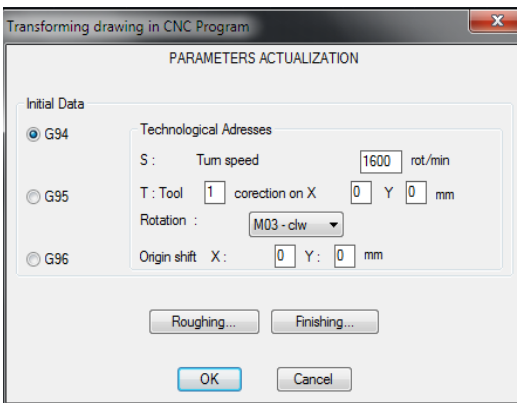 Transforming drawing in CNC Program
PARAMETERS ACTUALIZATION
Initial Data
G94
Technological Adresses
S : Turn speed 1600 rot/min
G95
T : Tool 1 corection on X 0 Y 0 mm
Rotation : M03 - clw
G96
Origin shift X : 0 Y : 0 mm
Roughing... Finishing...
OK Cancel